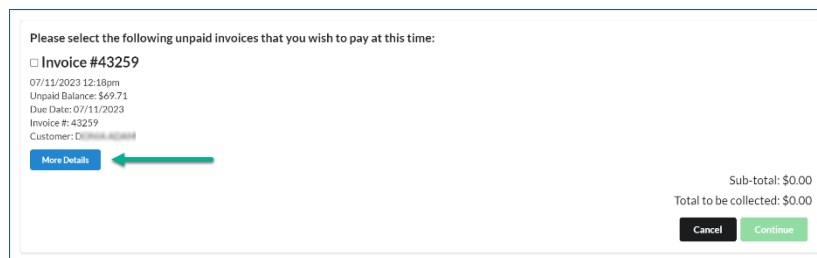 Please select the following unpaid invoices that you wish to pay at this time:
Invoice #43259
07/11/2023 12:18pm
Unpaid Balance: $69.71
Due Date: 07/11/2023
Invoice #: 43259
Customer:
More Details
Sub-total: $0.00
Total to be collected: $0.00
Cancel Continue